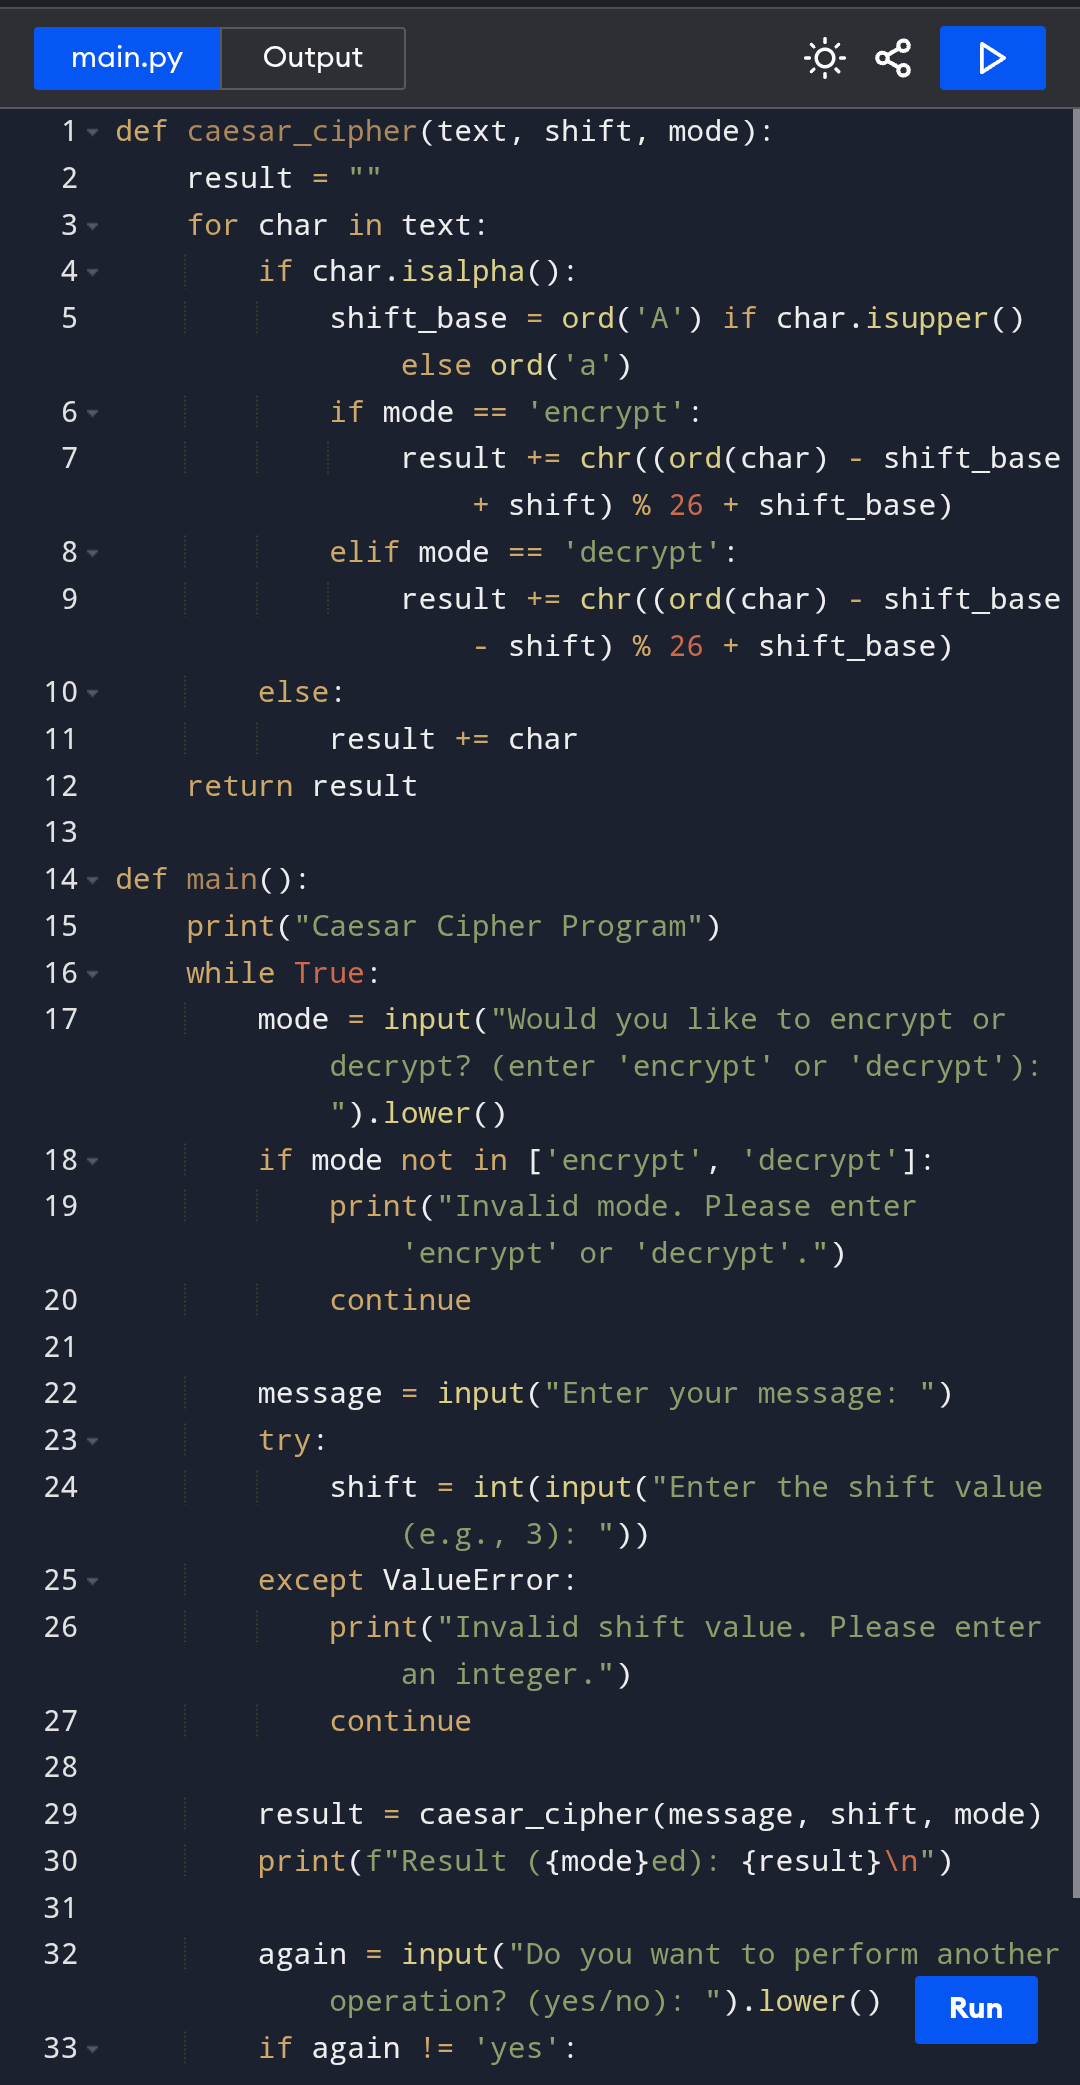 main.py Output
1 def caesar_cipher(text, shift, mode):
2     result = ""
3     for char in text:
4         if char.isalpha():
5             shift_base = ord('A') if char.isupper()
                else ord('a')
6             if mode == 'encrypt':
7                 result += chr((ord(char) - shift_base
                    + shift) % 26 + shift_base)
8             elif mode == 'decrypt':
9                 result += chr((ord(char) - shift_base
                    - shift) % 26 + shift_base)
10         else:
11             result += char
12     return result
13
14 def main():
15     print("Caesar Cipher Program")
16     while True:
17         mode = input("Would you like to encrypt or
            decrypt? (enter 'encrypt' or 'decrypt'):
            ").lower()
18         if mode not in ['encrypt', 'decrypt']:
19             print("Invalid mode. Please enter
                'encrypt' or 'decrypt'.")
20             continue
21
22         message = input("Enter your message: ")
23         try:
24             shift = int(input("Enter the shift value
                (e.g., 3): "))
25         except ValueError:
26             print("Invalid shift value. Please enter
                an integer.")
27             continue
28
29         result = caesar_cipher(message, shift, mode)
30         print(f"Result ({mode}ed): {result}\n")
31
32         again = input("Do you want to perform another
            operation? (yes/no): ").lower()
Run
33         if again != 'yes':